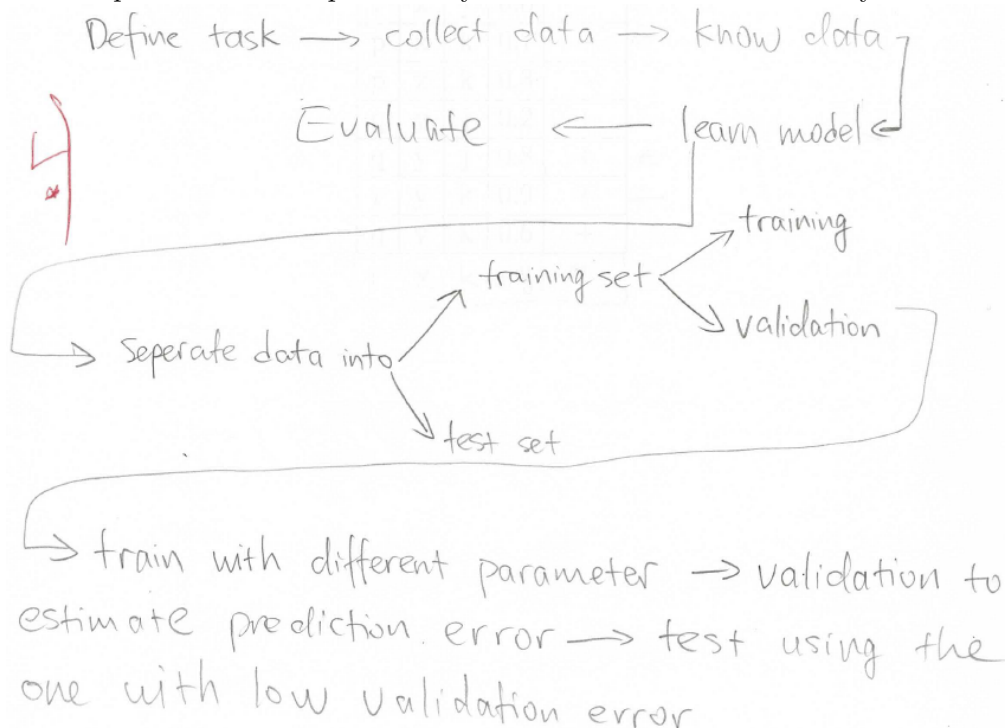 Define task → collect data → know data
Evaluate ← learn model
training
training set
validation
seperate data into
test set
→ train with different parameter → validation to
estimate prediction error → test using the
one with low validation error